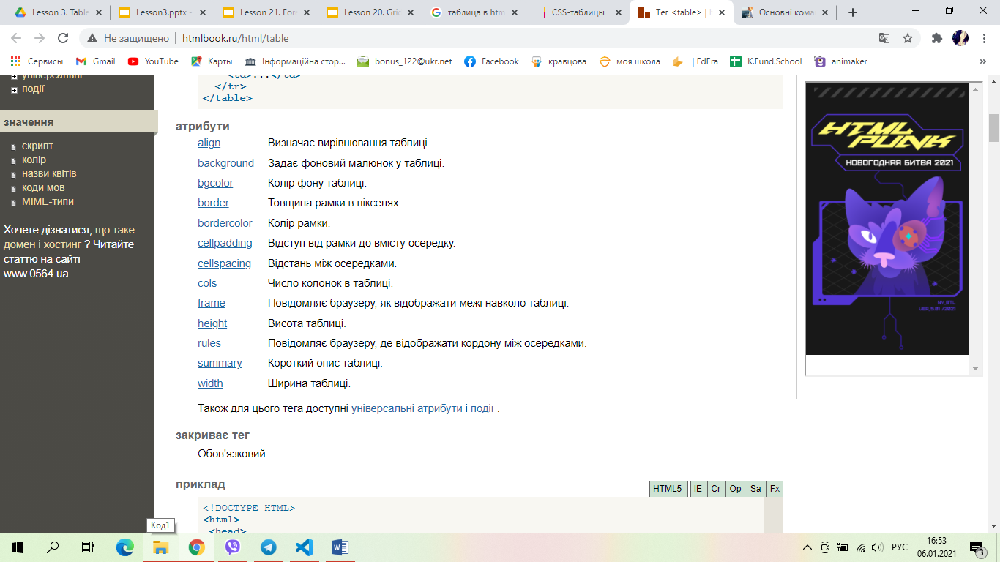 Lesson 3. Table
Lesson3.pptx -
Lesson 21. For
Lesson 20. Grid
таблица в htm
CSS-таблицы
Тег <table> | h
Основні кома
Не защищено
htmlbook.ru/html/table
Сервисы
Gmail
YouTube
Карты
Інформаційна стор...
bonus_122@ukr.net
Facebook
кравцова
моя школа
| EdEra
K.Fund.School
animaker
»
універсальні
події
значення
скрипт
колір
назви квітів
коди мов
MIME-типи
Хочете дізнатися, що таке
домен і хостинг ? Читайте
статтю на сайті
www.0564.ua.
<td>...</td>
</tr>
</table>
атрибути
align Визначає вирівнювання таблиці.
background Задає фоновий малюнок у таблиці.
bgcolor Колір фону таблиці.
border Товщина рамки в пікселях.
bordercolor Колір рамки.
cellpadding Відступ від рамки до вмісту осередку.
cellspacing Відстань між осередками.
cols Число колонок в таблиці.
frame Повідомляє браузеру, як відображати межі навколо таблиці.
height Висота таблиці.
rules Повідомляє браузеру, де відображати кордону між осередками.
summary Короткий опис таблиці.
width Ширина таблиці.
Також для цього тега доступні універсальні атрибути і події .
закриває тег
Обов'язковий.
приклад
HTML5 IE Cr Op Sa Fx
<!DOCTYPE HTML>
<html>
<head>
HTML
PUNK
НОВОГОДНЯЯ БИТВА 2021
NY_BTL
VER_5.01 /2021
Код1
РУС
16:53
06.01.2021
3